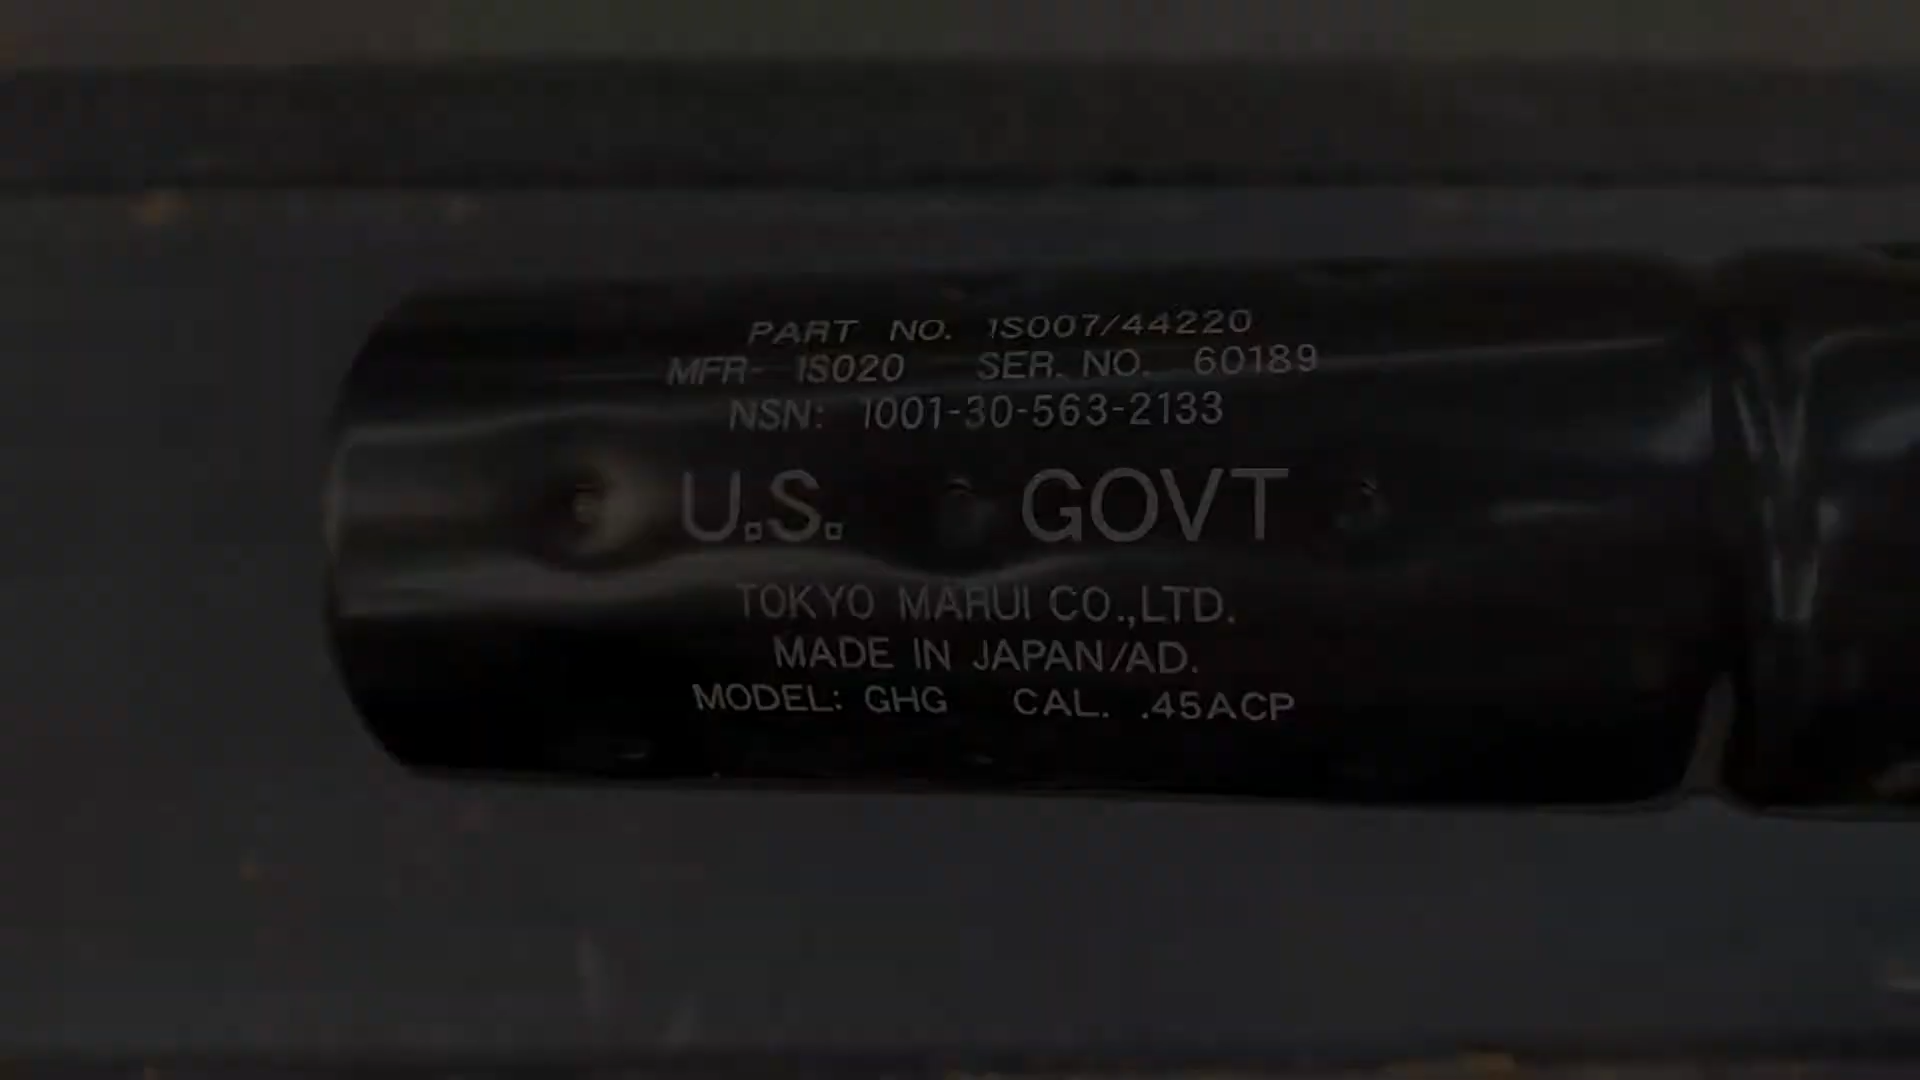 PART NO. 1S007/44220
MFR- 1S020 SER. NO. 60189
NSN: 1001-30-563-2133
U.S. GOVT
TOKYO MARUI CO.,LTD.
MADE IN JAPAN/AD.
MODEL: GHG CAL. .45ACP